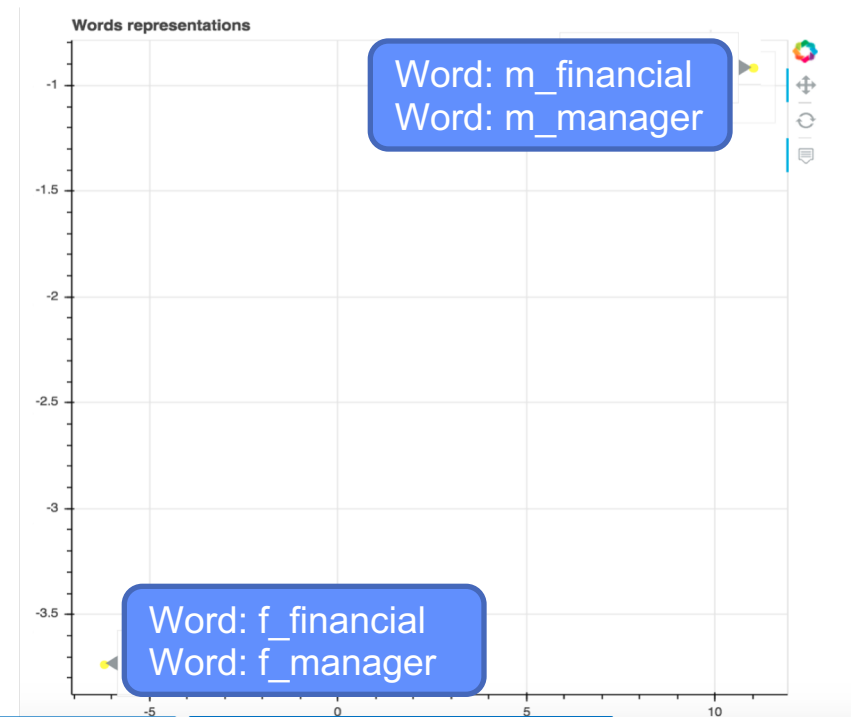 Words representations
Word: m_financial
Word: m_manager
-1
-1.5
-2
-2.5
-3
-3.5
Word: f_financial
Word: f_manager
-5
0
5
10